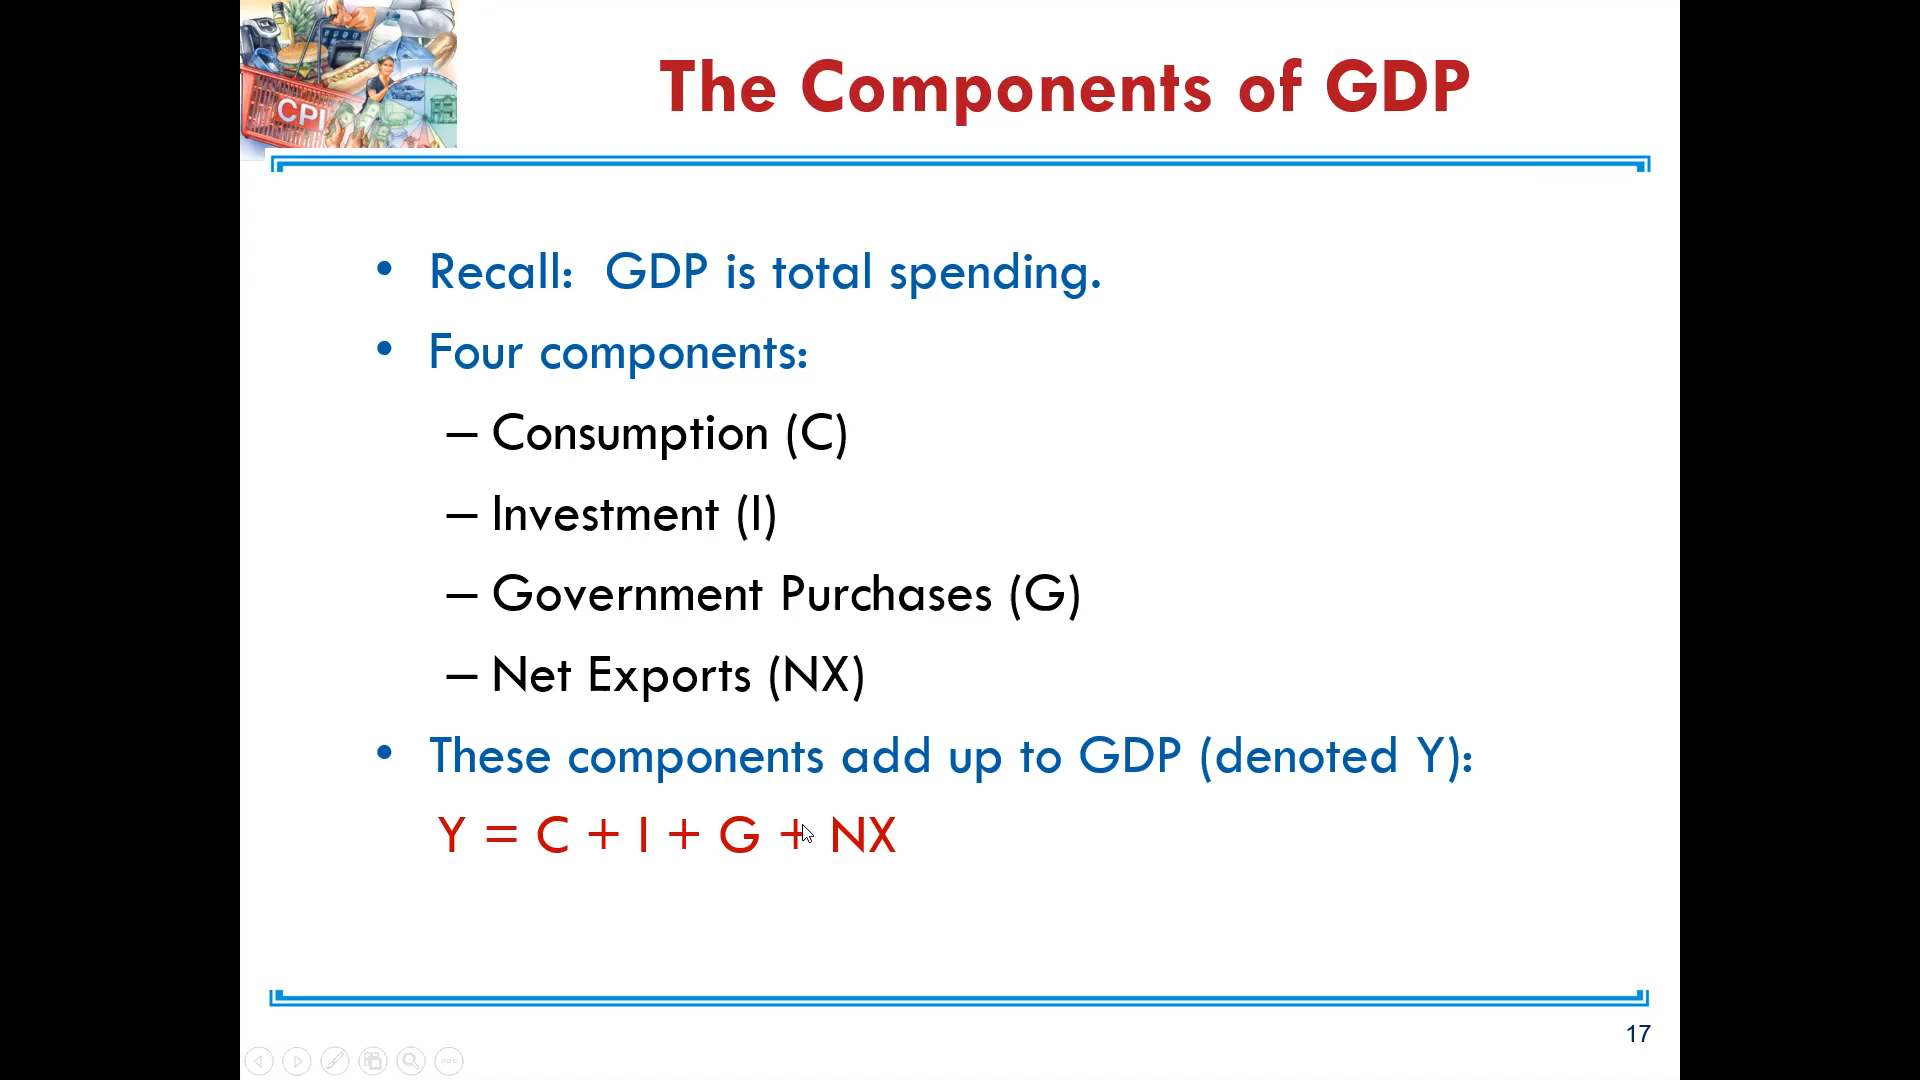 CPI
The Components of GDP
• Recall: GDP is total spending.
• Four components:
– Consumption (C)
– Investment (I)
– Government Purchases (G)
– Net Exports (NX)
• These components add up to GDP (denoted Y):
Y = C + I + G + NX
17